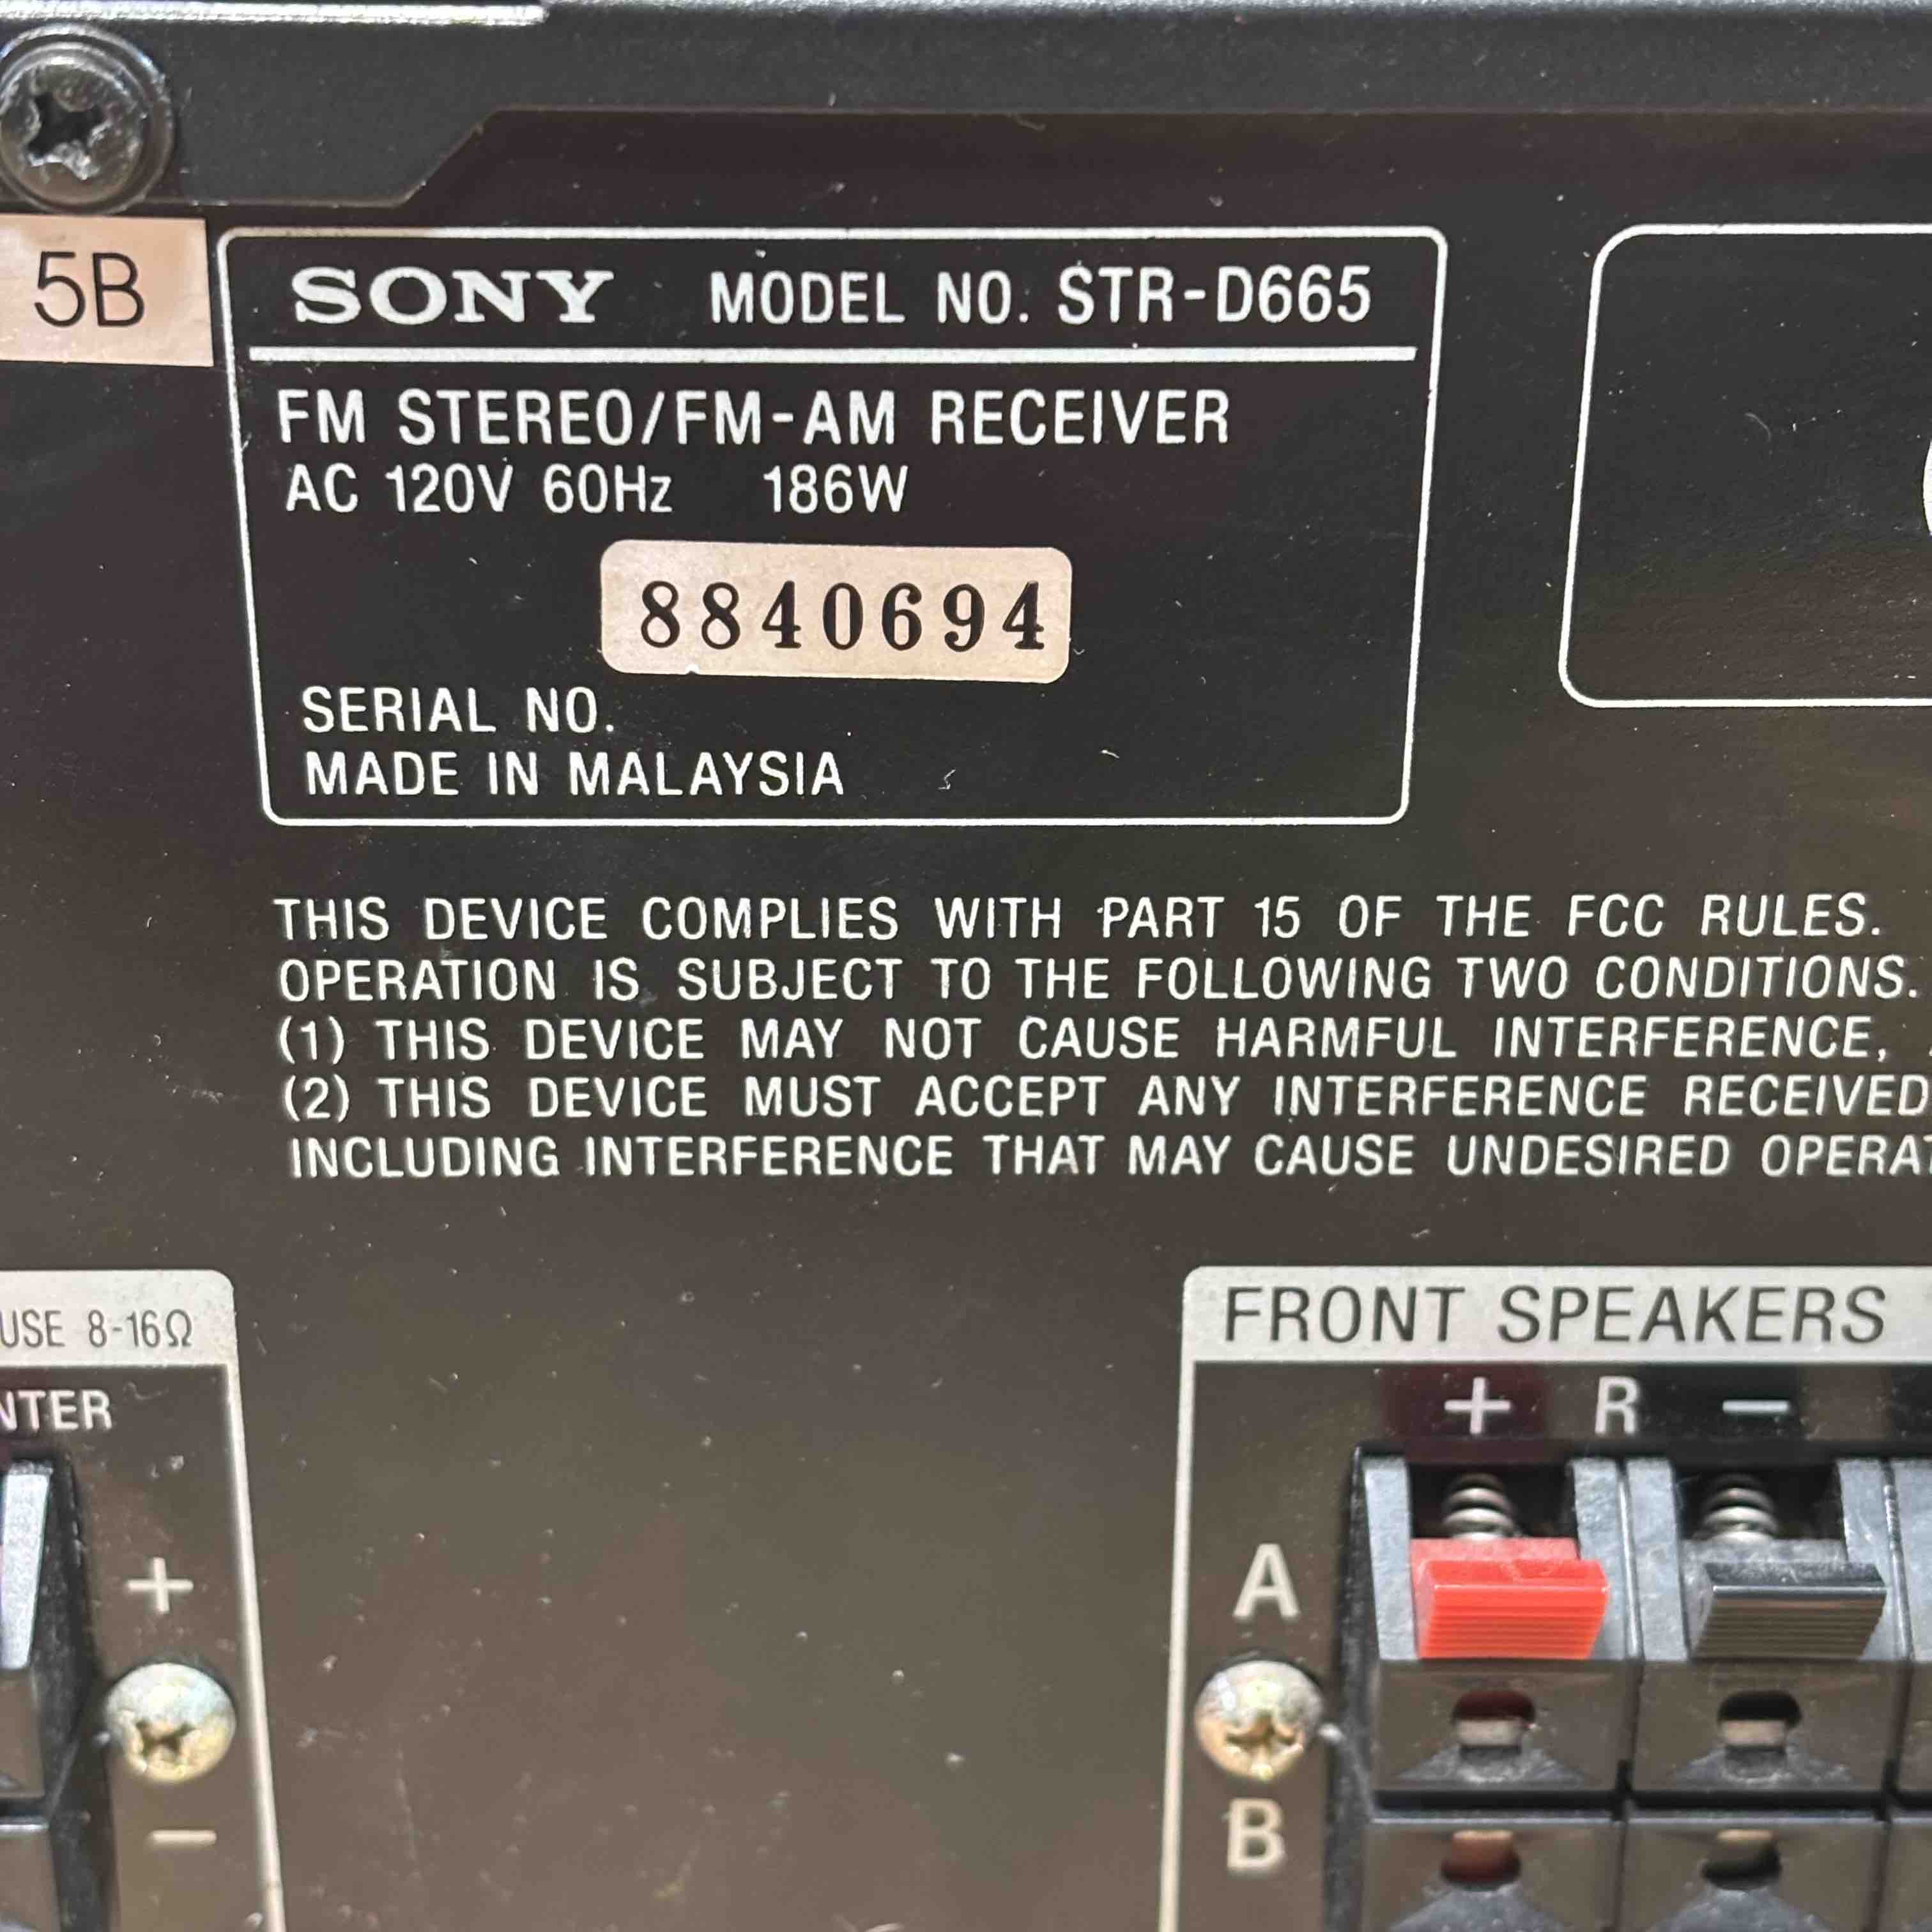 5B
SONY MODEL NO. STR-D665
FM STEREO/FM-AM RECEIVER
AC 120V 60Hz 186W
8840694
SERIAL NO.
MADE IN MALAYSIA
THIS DEVICE COMPLIES WITH PART 15 OF THE FCC RULES.
OPERATION IS SUBJECT TO THE FOLLOWING TWO CONDITIONS.
(1) THIS DEVICE MAY NOT CAUSE HARMFUL INTERFERENCE,
(2) THIS DEVICE MUST ACCEPT ANY INTERFERENCE RECEIVED
INCLUDING INTERFERENCE THAT MAY CAUSE UNDESIRED OPERA
USE 8-16Ω
NTER
+
−
FRONT SPEAKERS
+ R −
A
B